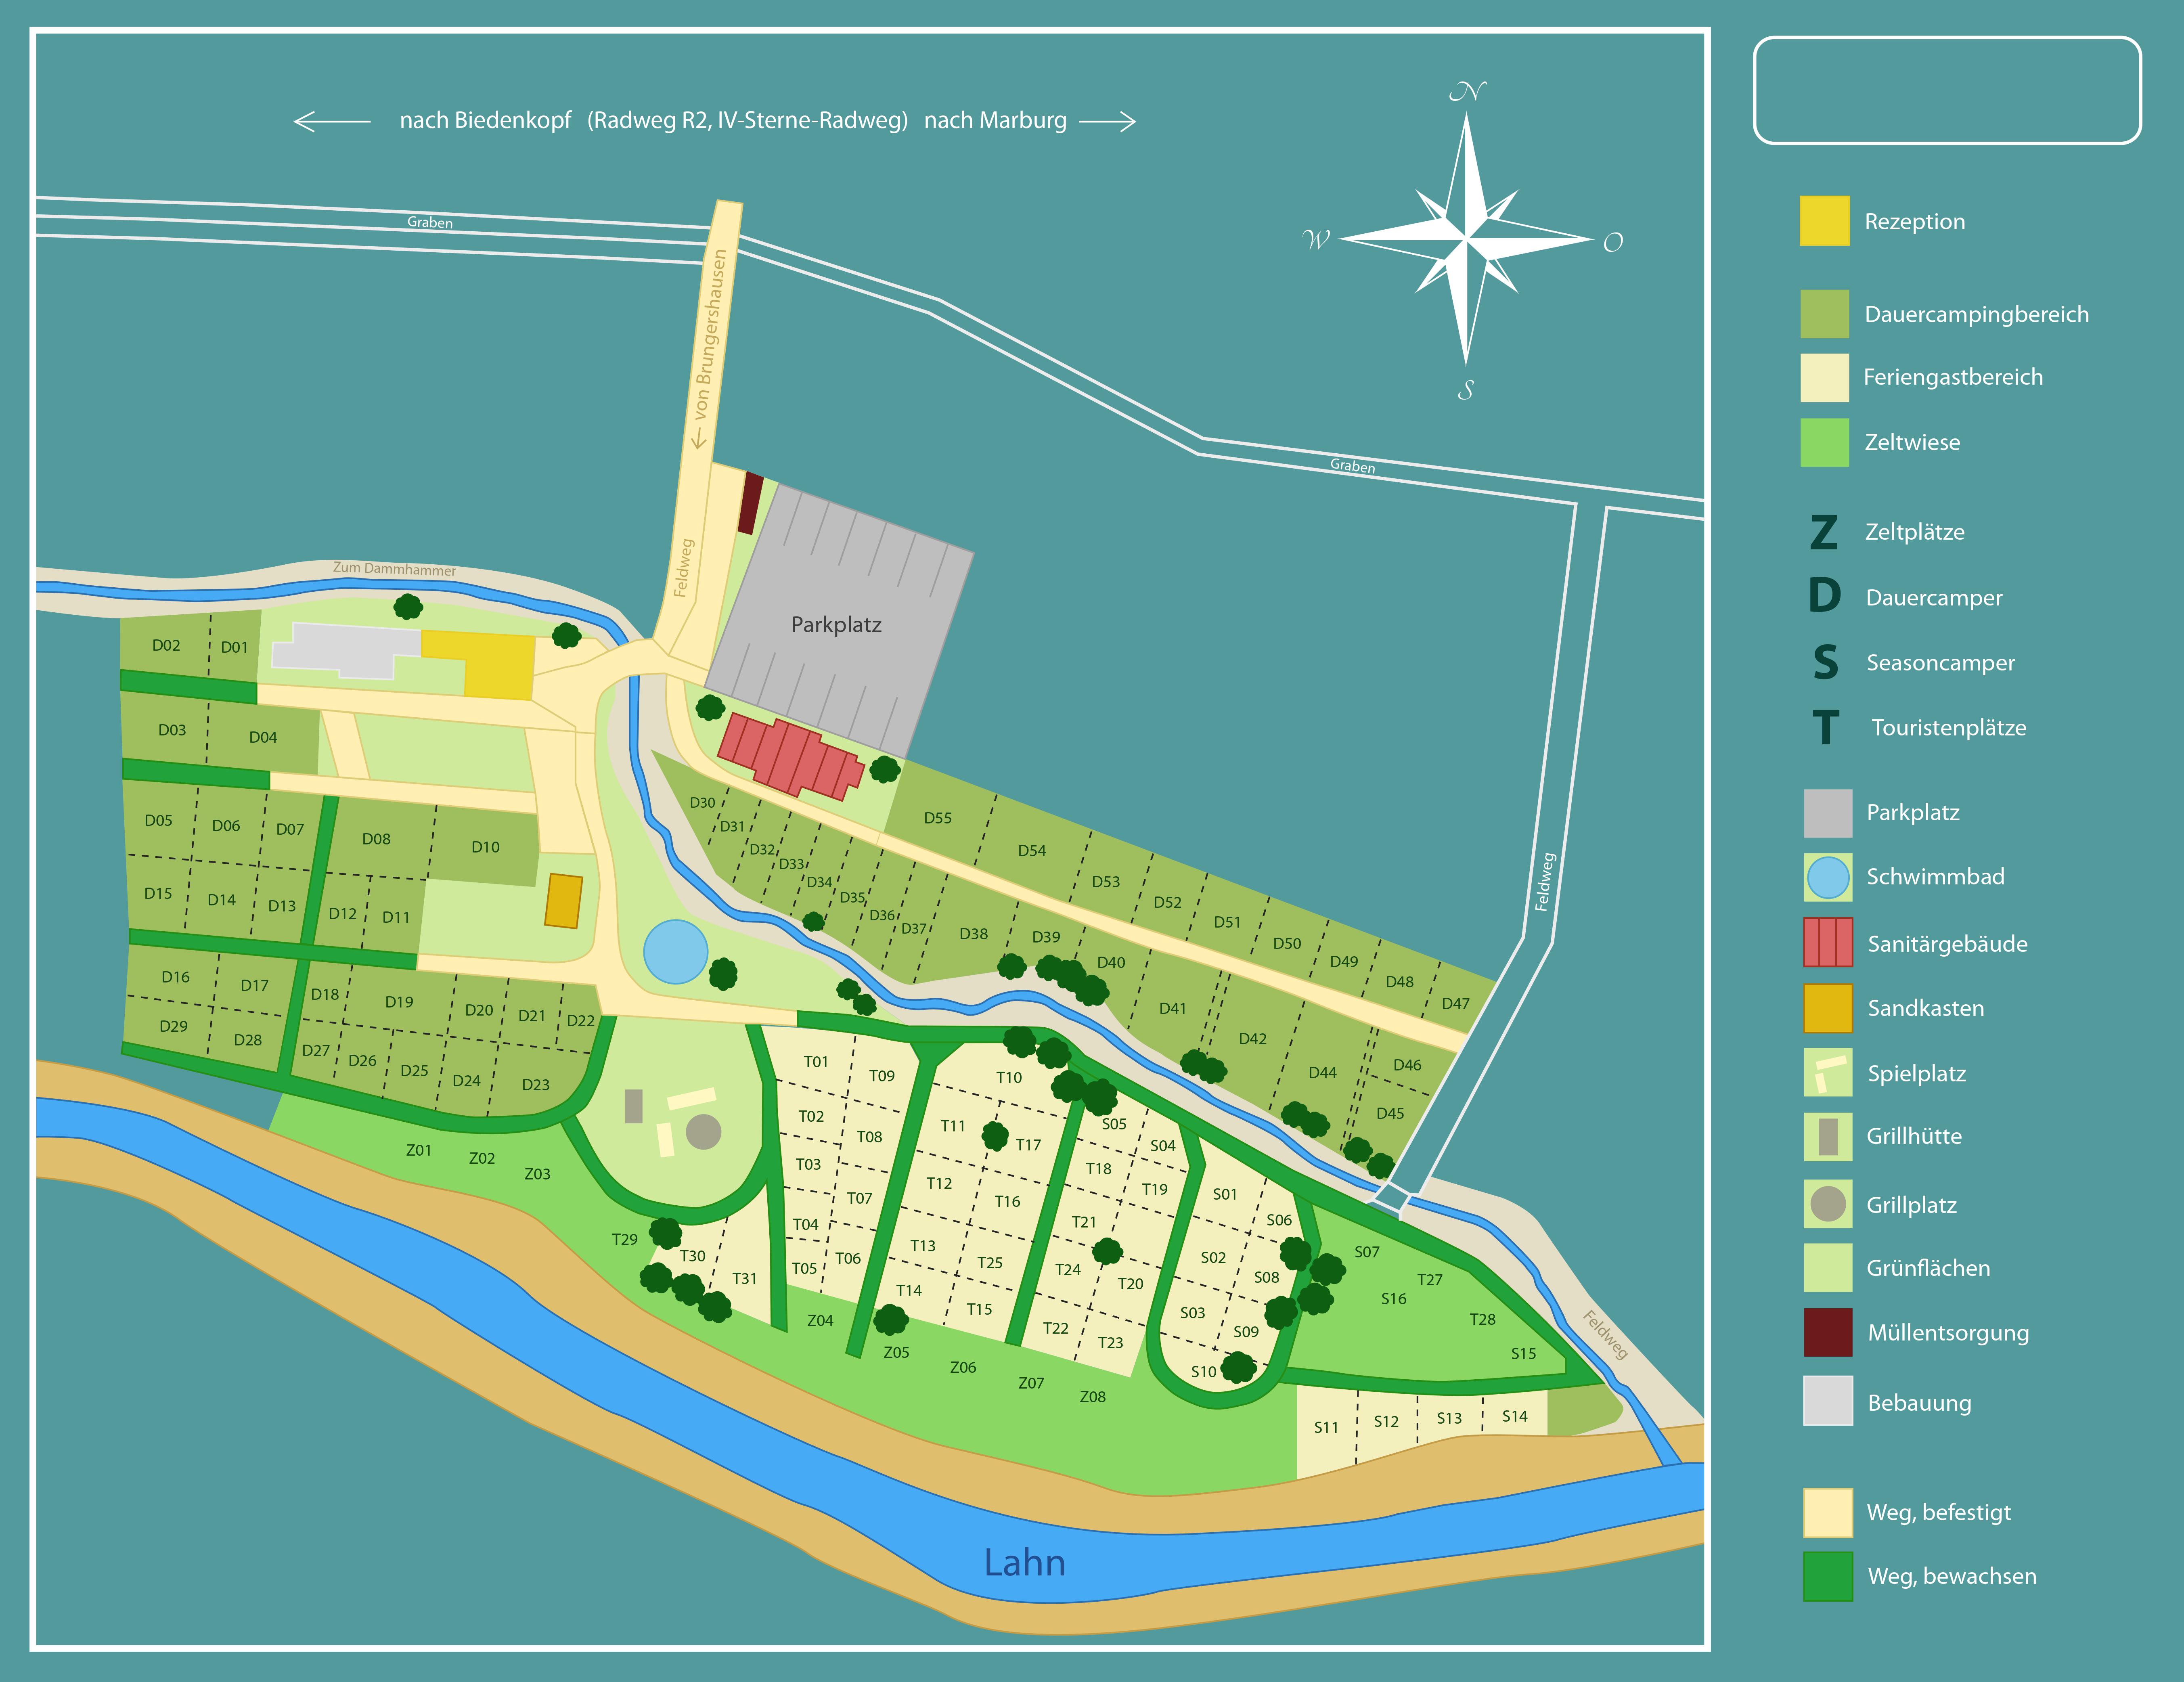 nach Biedenkopf (Radweg R2, IV-Sterne-Radweg) nach Marburg
N
W
O
S
Graben
von Brungershausen
Graben
Feldweg
Zum Dammhammer
Parkplatz
D02
D01
D03
D04
D05
D06
D07
D08
D10
D15
D14
D13
D12
D11
D16
D17
D18
D19
D20
D21
D22
D29
D28
D27
D26
D25
D24
D23
D30
D31
D32
D33
D34
D35
D36
D37
D38
D39
D40
D41
D42
D44
D46
D45
D55
D54
D53
D52
D51
D50
D49
D48
D47
Feldweg
T01
T09
T02
T08
T03
T07
T04
T06
T05
T10
T11
T17
T12
T16
T13
T25
T14
T15
S05
S04
T18
T19
T21
T24
T20
T22
T23
S01
S06
S02
S08
S03
S09
S10
S07
T27
S16
T28
S15
S11
S12
S13
S14
Feldweg
Z01
Z02
Z03
T29
T30
T31
Z04
Z05
Z06
Z07
Z08
Lahn
Rezeption
Dauercampingbereich
Feriengastbereich
Zeltwiese
Z Zeltplätze
D Dauercamper
S Seasoncamper
T Touristenplätze
Parkplatz
Schwimmbad
Sanitärgebäude
Sandkasten
Spielplatz
Grillhütte
Grillplatz
Grünflächen
Müllentsorgung
Bebauung
Weg, befestigt
Weg, bewachsen